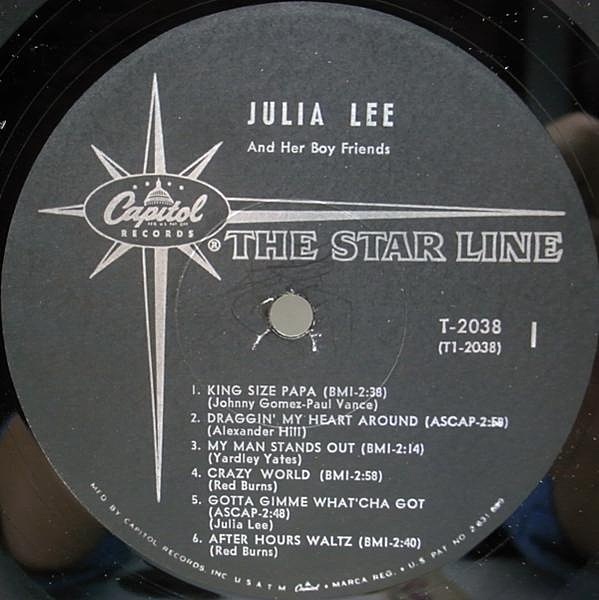 JULIA LEE
And Her Boy Friends
Capitol
RECORDS
®
THE STAR LINE
T-2038 1
(T1-2038)
1. KING SIZE PAPA (BMI-2:38)
(Johnny Gomez-Paul Vance)
2. DRAGGIN' MY HEART AROUND (ASCAP-2:58)
(Alexander Hill)
3. MY MAN STANDS OUT (BMI-2:14)
(Yardley Yates)
4. CRAZY WORLD (BMI-2:58)
(Red Burns)
5. GOTTA GIMME WHAT'CHA GOT
(ASCAP-2:48)
(Julia Lee)
6. AFTER HOURS WALTZ (BMI-2:40)
(Red Burns)
MFD. BY CAPITOL RECORDS, INC. U.S.A. T.M. Capitol • MARCA REG. • U.S. PAT. NO. 2 631 859